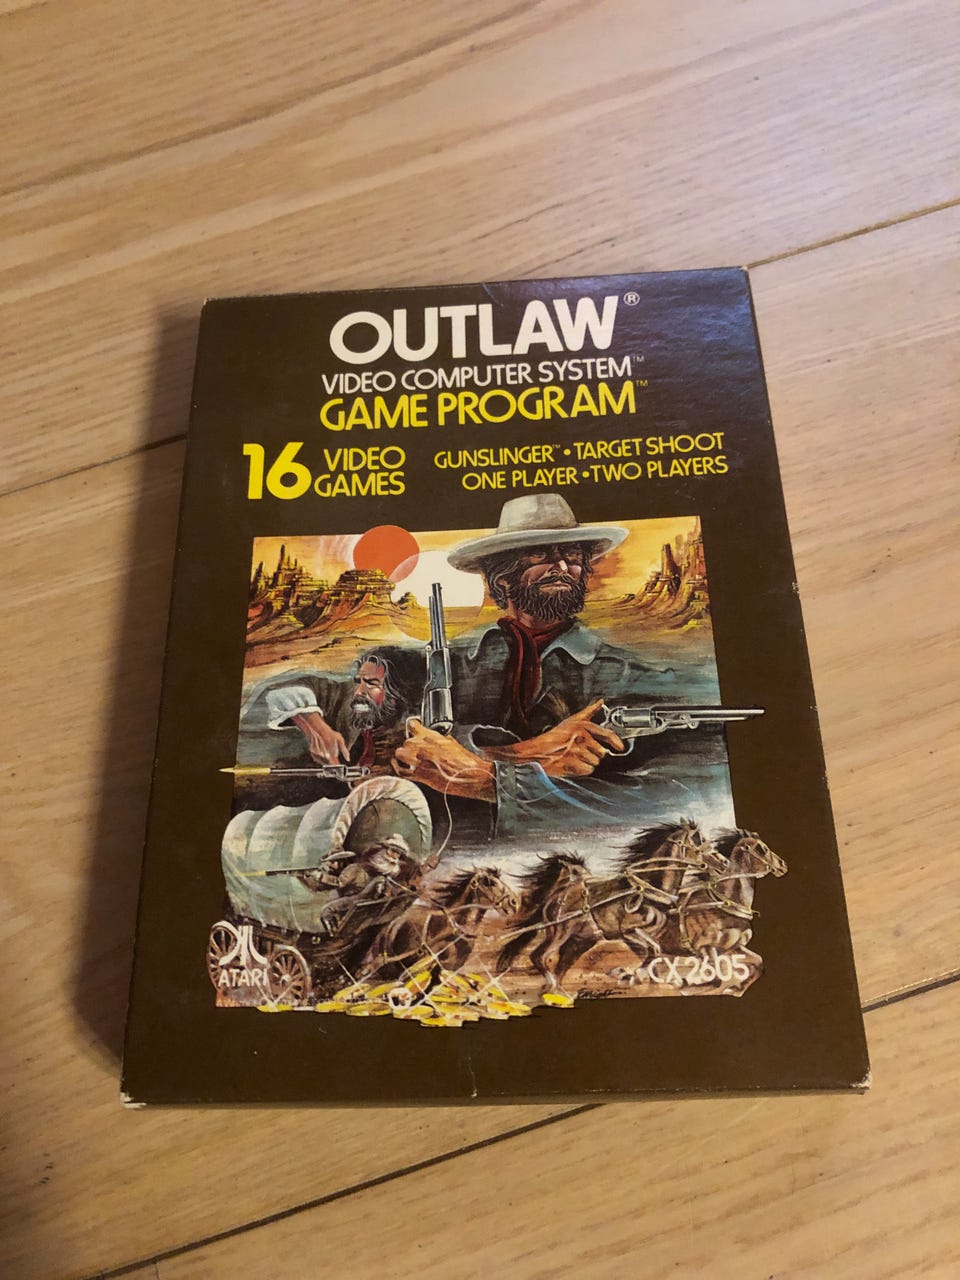 OUTLAW®
VIDEO COMPUTER SYSTEM™
GAME PROGRAM™
16 VIDEO GAMES
GUNSLINGER™ • TARGET SHOOT
ONE PLAYER • TWO PLAYERS
ATARI
CX2605